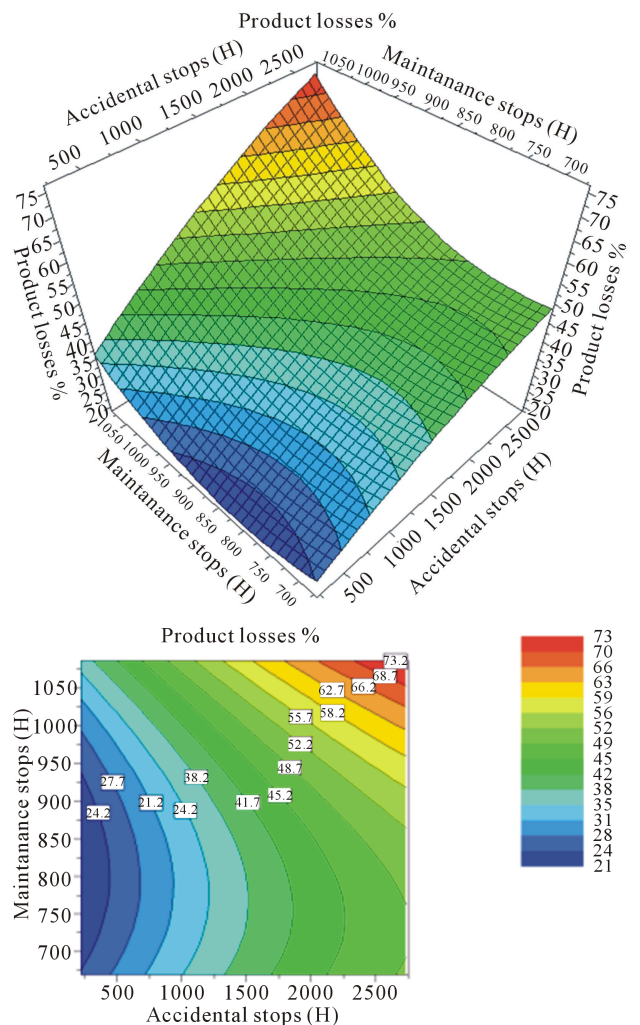 Product losses %
Accidental stops (H)
500 1000 1500 2000 2500
Maintanance stops (H)
1050 1000 950 900 850 800 750 700
Product losses %
75 70 65 60 55 50 45 40 35 30 25 20
Product losses %
75 70 65 60 55 50 45 40 35 30 25 20
Maintanance stops (H)
1050 1000 950 900 850 800 750 700
Accidental stops (H)
500 1000 1500 2000 2500
Product losses %
Maintanance stops (H)
1050
1000
950
900
850
800
750
700
73.2
68.7
66.2
62.7
58.2
55.7
52.2
48.7
45.2
41.7
38.2
27.7
21.2
24.2
24.2
500 1000 1500 2000 2500
Accidental stops (H)
73
70
66
63
59
56
52
49
45
42
38
35
31
28
24
21